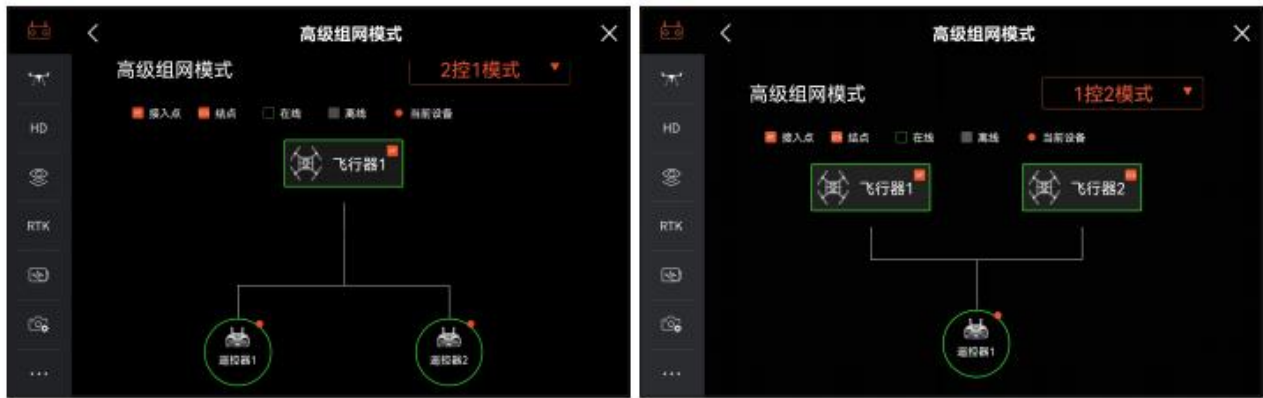 高级组网模式
高级组网模式
2控1模式
接入点 结点 在线 离线 当前设备
HD
飞行器1
RTK
遥控器1
遥控器2
高级组网模式
高级组网模式
1控2模式
接入点 结点 在线 离线 当前设备
HD
飞行器1
飞行器2
RTK
遥控器1